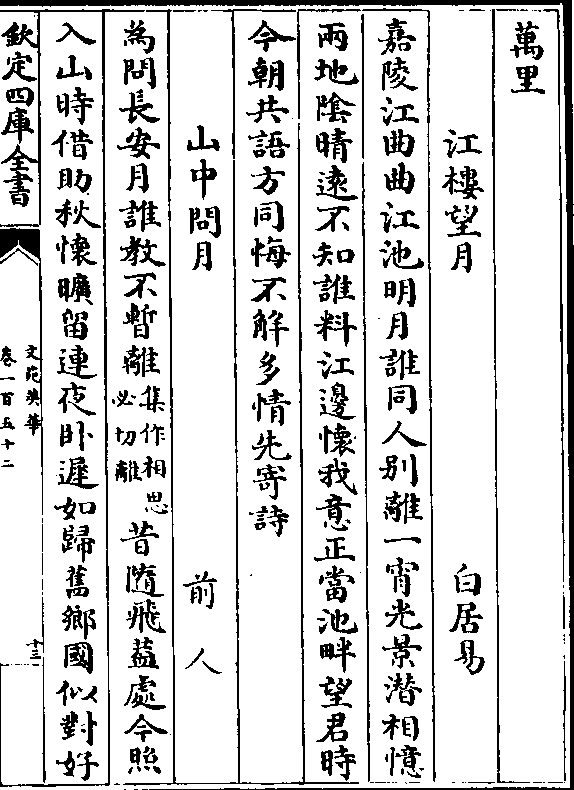 萬里
江樓望月　白居易
嘉陵江曲曲江池明月誰同人别離一宵光景潛相憶
兩地隂晴逺不知誰料江邊懐我意正當池畔望君時
今朝共語方同悔不解多情先寄詩
山中問月　前人
為問長安月誰教不暫離集作相思必切離昔隨飛葢處今照
入山時借助秋懐曠留連夜卧遲如歸舊鄉國似對好
欽定四庫全書
文苑英華
卷一百五十二
十三